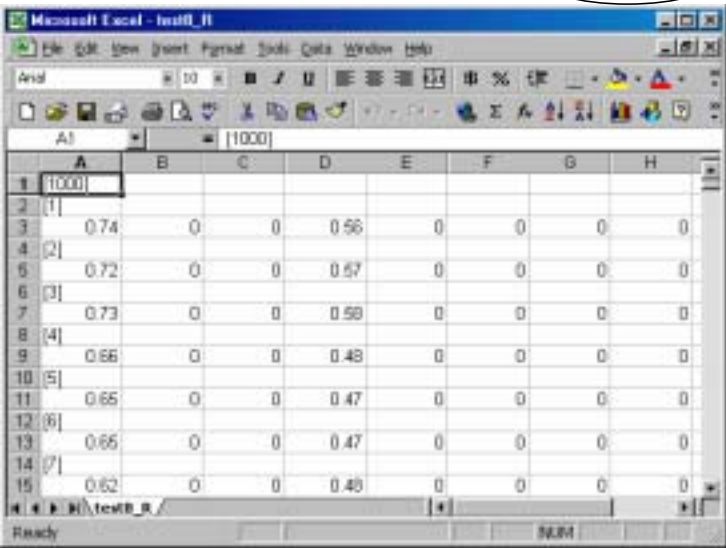 Microsoft Excel - test8_R
File Edit View Insert Format Tools Data Window Help
Arial 10 B I U %
A1 = [1000]
A B C D E F G H
1 [1000]
2 [1]
3 0.74 0 0 0.56 0 0 0 0
4 [2]
5 0.72 0 0 0.57 0 0 0 0
6 [3]
7 0.73 0 0 0.58 0 0 0 0
8 [4]
9 0.66 0 0 0.48 0 0 0 0
10 [5]
11 0.65 0 0 0.47 0 0 0 0
12 [6]
13 0.65 0 0 0.47 0 0 0 0
14 [7]
15 0.62 0 0 0.48 0 0 0 0
test8_R
Ready NUM